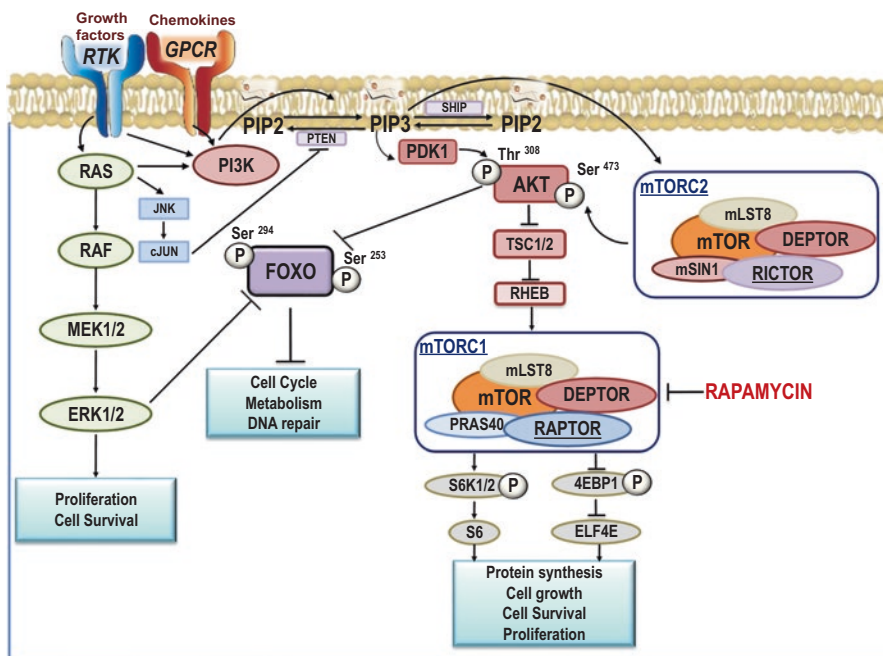 Growth
factors
Chemokines
RTK
GPCR
PIP2
PIP3
SHIP
PIP2
PTEN
PDK1
Thr 308
Ser 473
P
AKT
P
RAS
PI3K
JNK
cJUN
RAF
MEK1/2
ERK1/2
Proliferation
Cell Survival
Ser 294
P
FOXO
Ser 253
P
Cell Cycle
Metabolism
DNA repair
TSC1/2
RHEB
mTORC2
mLST8
mTOR
DEPTOR
mSIN1
RICTOR
mTORC1
mLST8
mTOR
DEPTOR
PRAS40
RAPTOR
RAPAMYCIN
S6K1/2
P
4EBP1
P
S6
ELF4E
Protein synthesis
Cell growth
Cell Survival
Proliferation